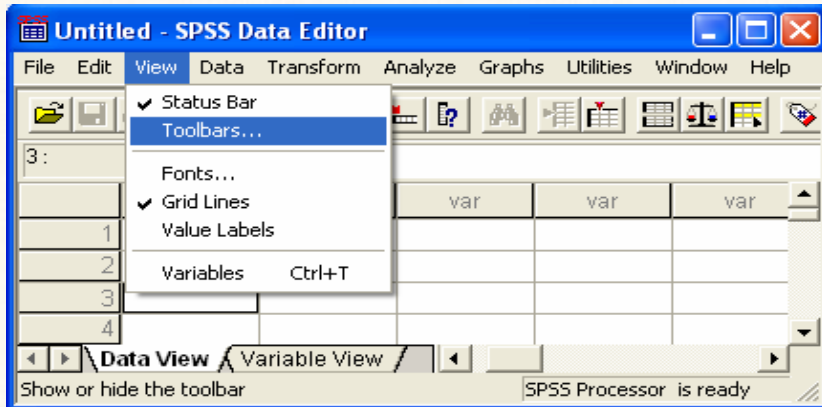 Untitled - SPSS Data Editor
File Edit View Data Transform Analyze Graphs Utilities Window Help
Status Bar
Toolbars...
3 :
Fonts...
Grid Lines
Value Labels
Variables Ctrl+T
var var var
1
2
3
4
Data View Variable View
Show or hide the toolbar SPSS Processor is ready